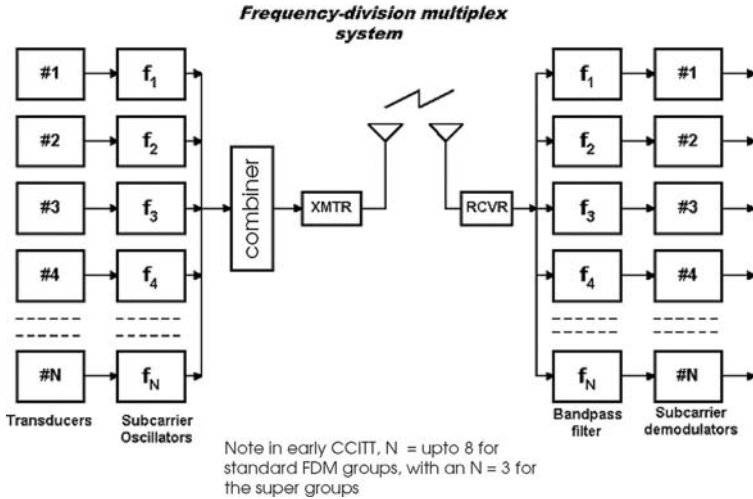 Frequency-division multiplex
system
#1 f1 f1 #1
#2 f2 f2 #2
#3 f3 combiner XMTR RCVR f3 #3
#4 f4 f4 #4
#N fN fN #N
Transducers Subcarrier Oscillators Bandpass filter Subcarrier demodulators
Note in early CCITT, N = upto 8 for
standard FDM groups, with an N = 3 for
the super groups